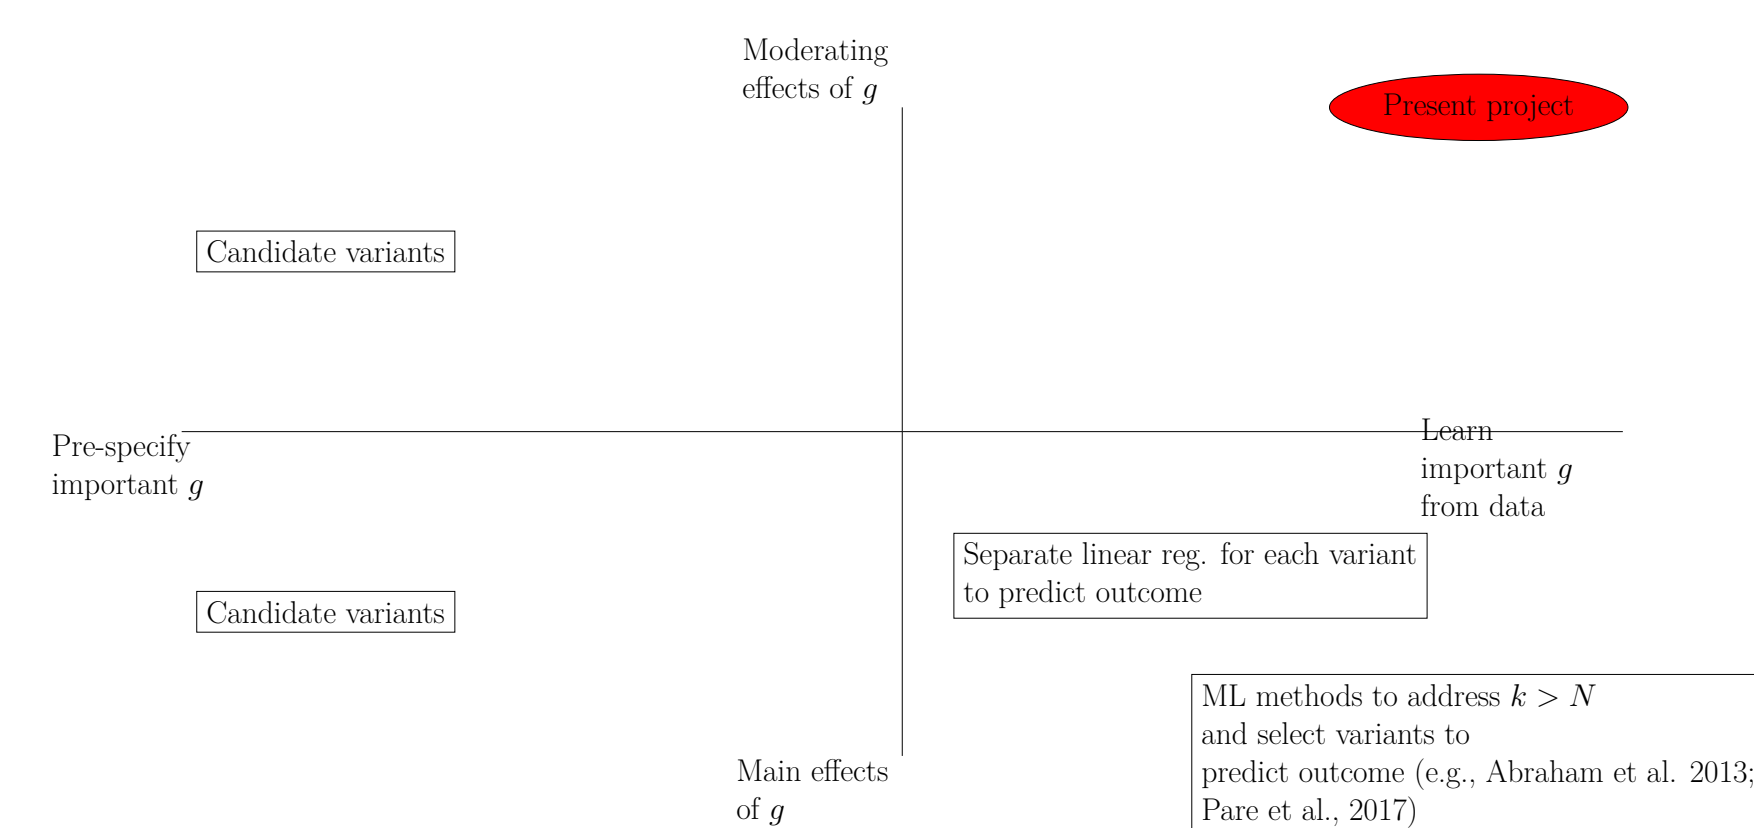 Moderating
effects of g
Present project
Candidate variants
Pre-specify
important g
Learn
important g
from data
Separate linear reg. for each variant
to predict outcome
Candidate variants
ML methods to address k > N
and select variants to
predict outcome (e.g., Abraham et al. 2013;
Pare et al., 2017)
Main effects
of g